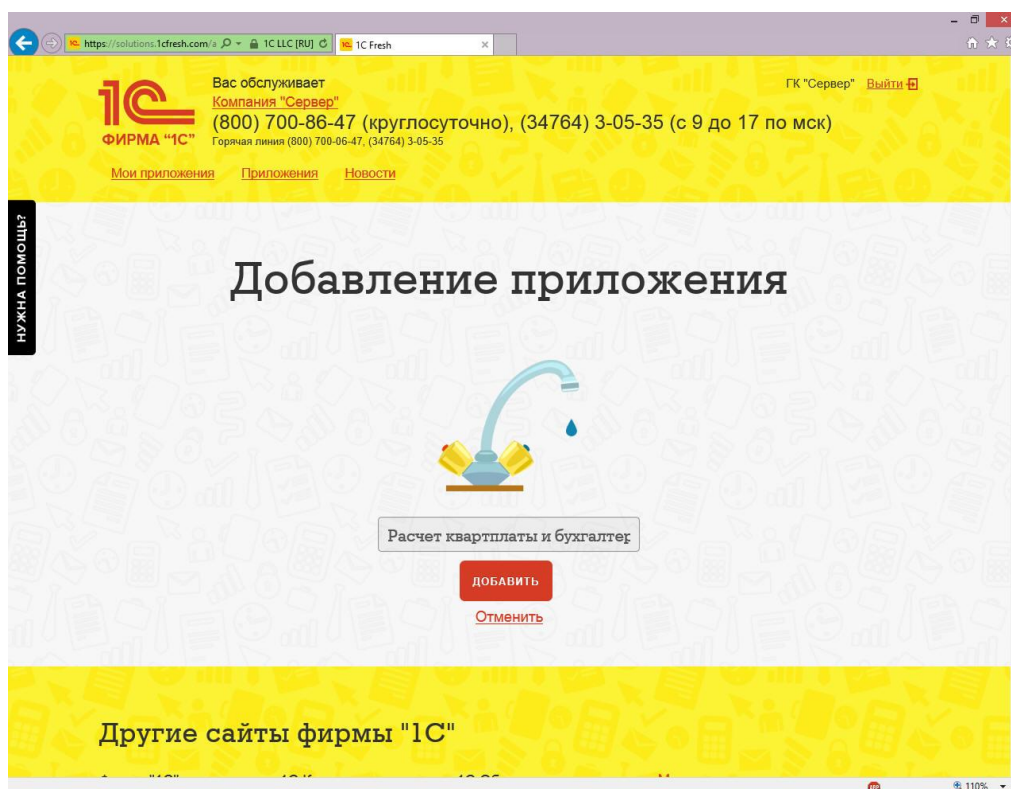 https://solutions.1cfresh.com/a
1C LLC [RU]
1C Fresh
Вас обслуживает
ГК "Сервер" Выйти
Компания "Сервер"
(800) 700-86-47 (круглосуточно), (34764) 3-05-35 (с 9 до 17 по мск)
ФИРМА "1С"
Горячая линия (800) 700-06-47, (34764) 3-05-35
Мои приложения Приложения Новости
НУЖНА ПОМОЩЬ?
Добавление приложения
Расчет квартплаты и бухгалтер
ДОБАВИТЬ
Отменить
Другие сайты фирмы "1С"
110%